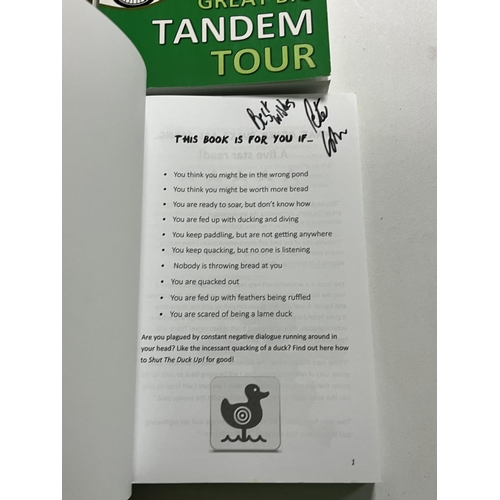 GREAT BIG
TANDEM
TOUR
Best
wishes
Peter
John
THIS BOOK IS FOR YOU IF...
• You think you might be in the wrong pond
• You think you might be worth more bread
• You are ready to soar, but don't know how
• You are fed up with ducking and diving
• You keep paddling, but are not getting anywhere
• You keep quacking, but no one is listening
• Nobody is throwing bread at you
• You are quacked out
• You are fed up with feathers being ruffled
• You are scared of being a lame duck
Are you plagued by constant negative dialogue running around in
your head? Like the incessant quacking of a duck? Find out here how
to Shut The Duck Up! for good!
1